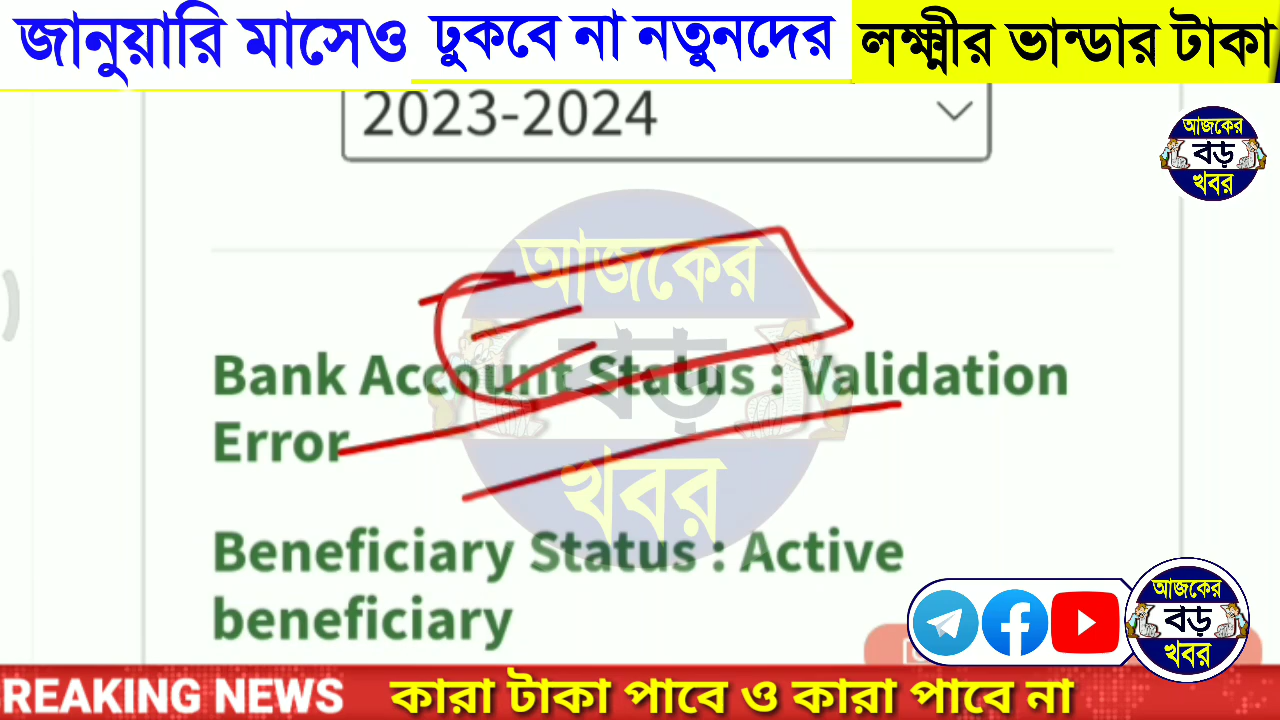 জানুয়ারি মাসেও ঢুকবে না নতুনদের লক্ষ্মীর ভান্ডার টাকা
2023-2024
আজকের
বড়
খবর
আজকের
বড়
খবর
Bank Account Status : Validation
Error
Beneficiary Status : Active
beneficiary
আজকের
বড়
খবর
REAKING NEWS কারা টাকা পাবে ও কারা পাবে না